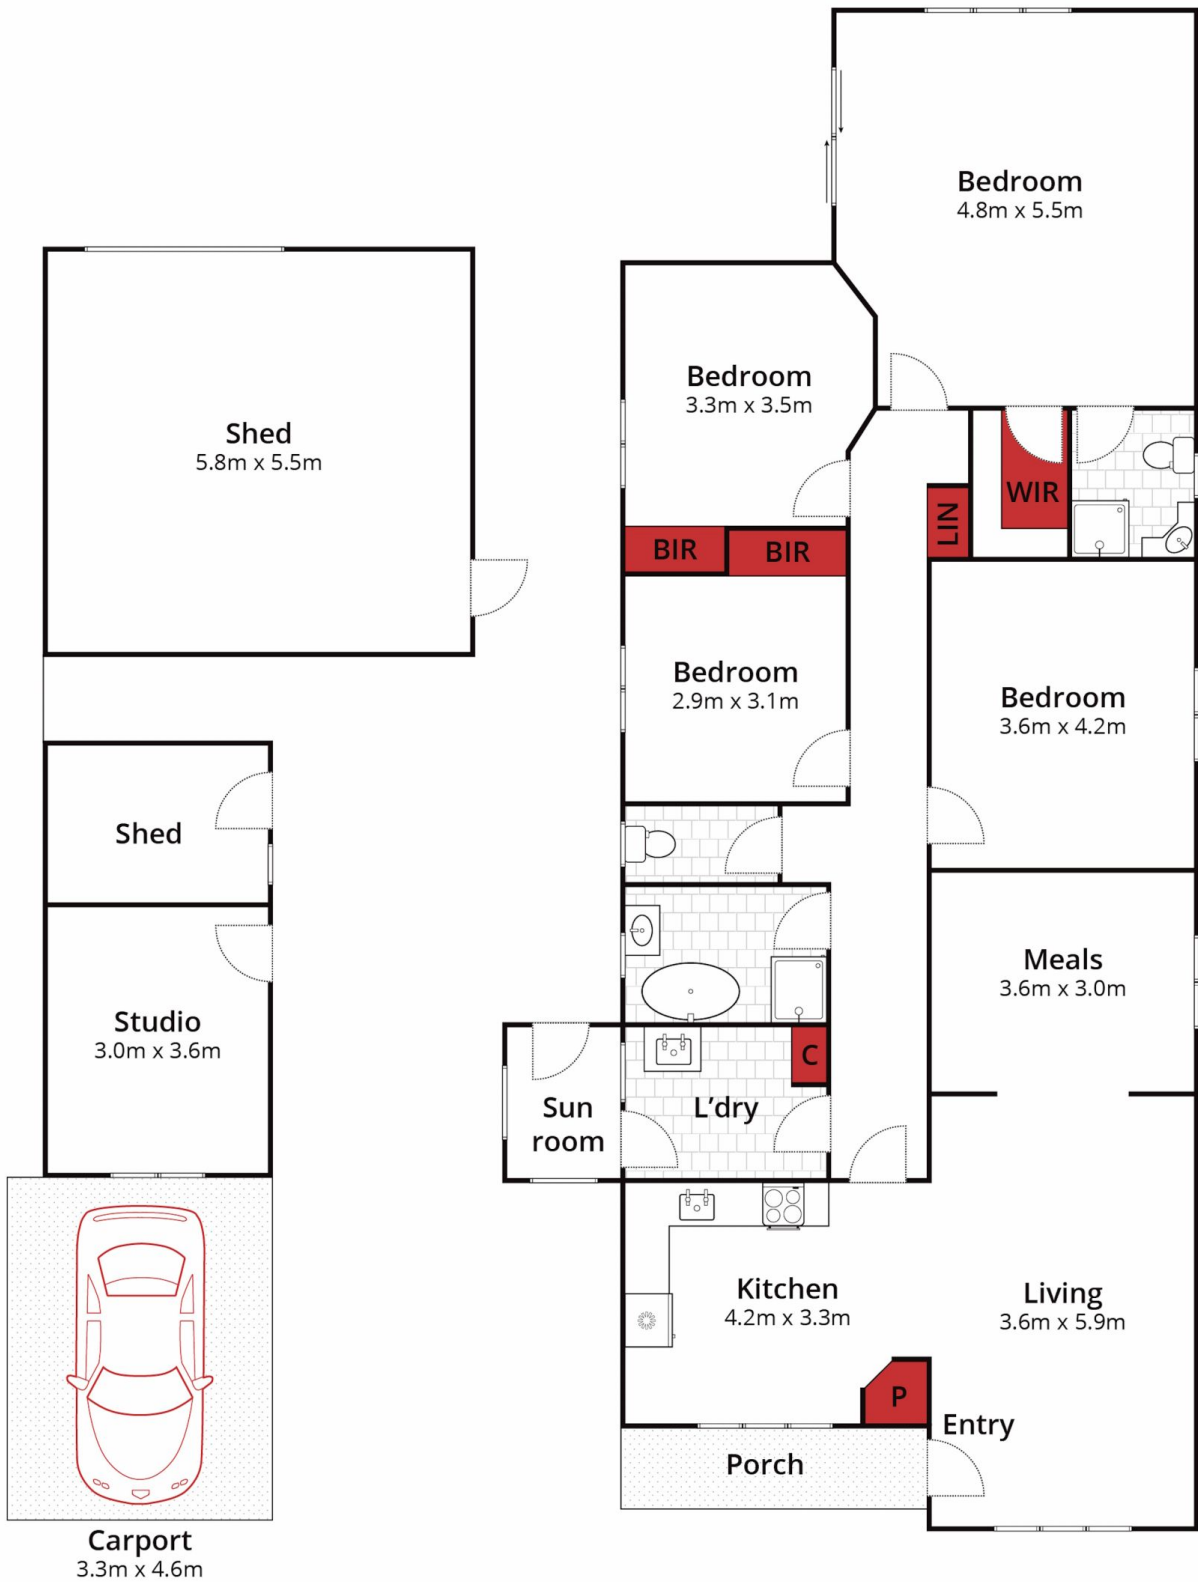 Bedroom
4.8m x 5.5m
Shed
5.8m x 5.5m
Bedroom
3.3m x 3.5m
WIR
LIN
BIR
BIR
Bedroom
2.9m x 3.1m
Bedroom
3.6m x 4.2m
Shed
Meals
3.6m x 3.0m
Studio
3.0m x 3.6m
C
Sun
room
L'dry
Kitchen
4.2m x 3.3m
Living
3.6m x 5.9m
P
Entry
Porch
Carport
3.3m x 4.6m